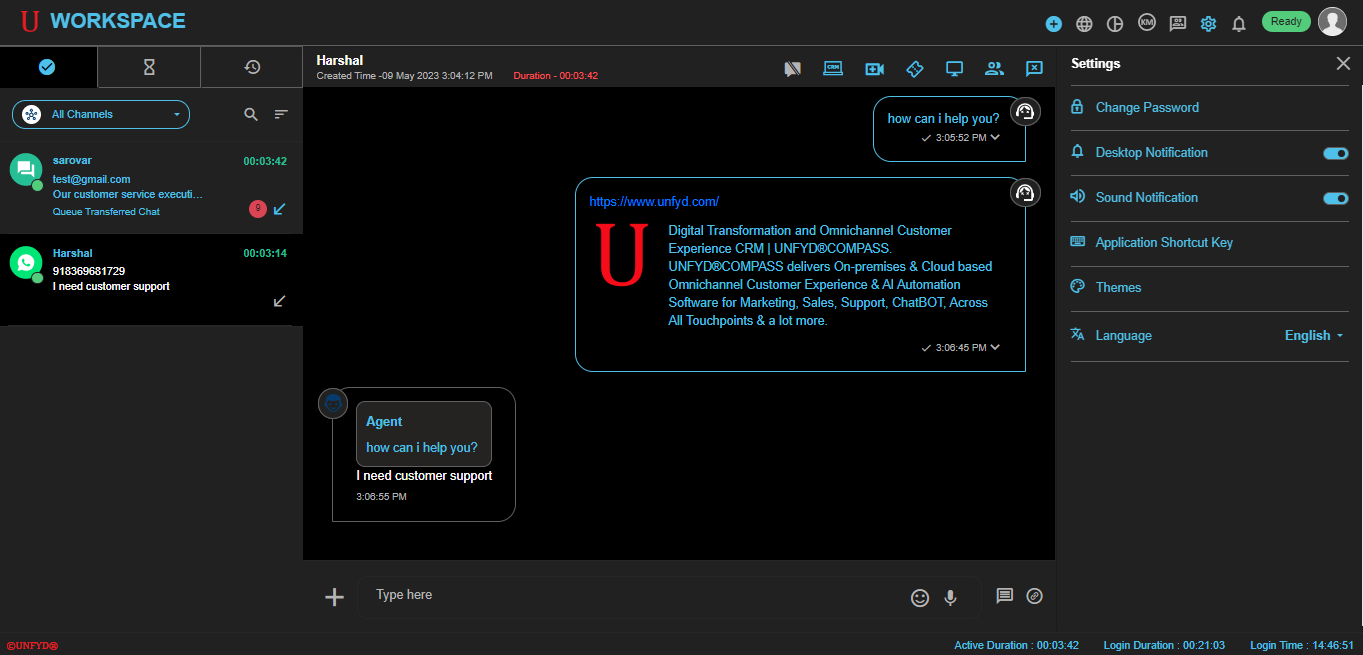 U WORKSPACE
KM
Ready
Harshal
Created Time -09 May 2023 3:04:12 PM
Duration - 00:03:42
CRM
Settings
All Channels
sarovar
00:03:42
test@gmail.com
Our customer service executi...
Queue Transferred Chat
9
Harshal
00:03:14
918369681729
I need customer support
how can i help you?
3:05:52 PM
https://www.unfyd.com/
U
Digital Transformation and Omnichannel Customer
Experience CRM | UNFYD®COMPASS.
UNFYD®COMPASS delivers On-premises & Cloud based
Omnichannel Customer Experience & AI Automation
Software for Marketing, Sales, Support, ChatBOT, Across
All Touchpoints & a lot more.
3:06:45 PM
Agent
how can i help you?
I need customer support
3:06:55 PM
Type here
Change Password
Desktop Notification
Sound Notification
Application Shortcut Key
Themes
Language
English
©UNFYD®
Active Duration : 00:03:42
Login Duration : 00:21:03
Login Time : 14:46:51